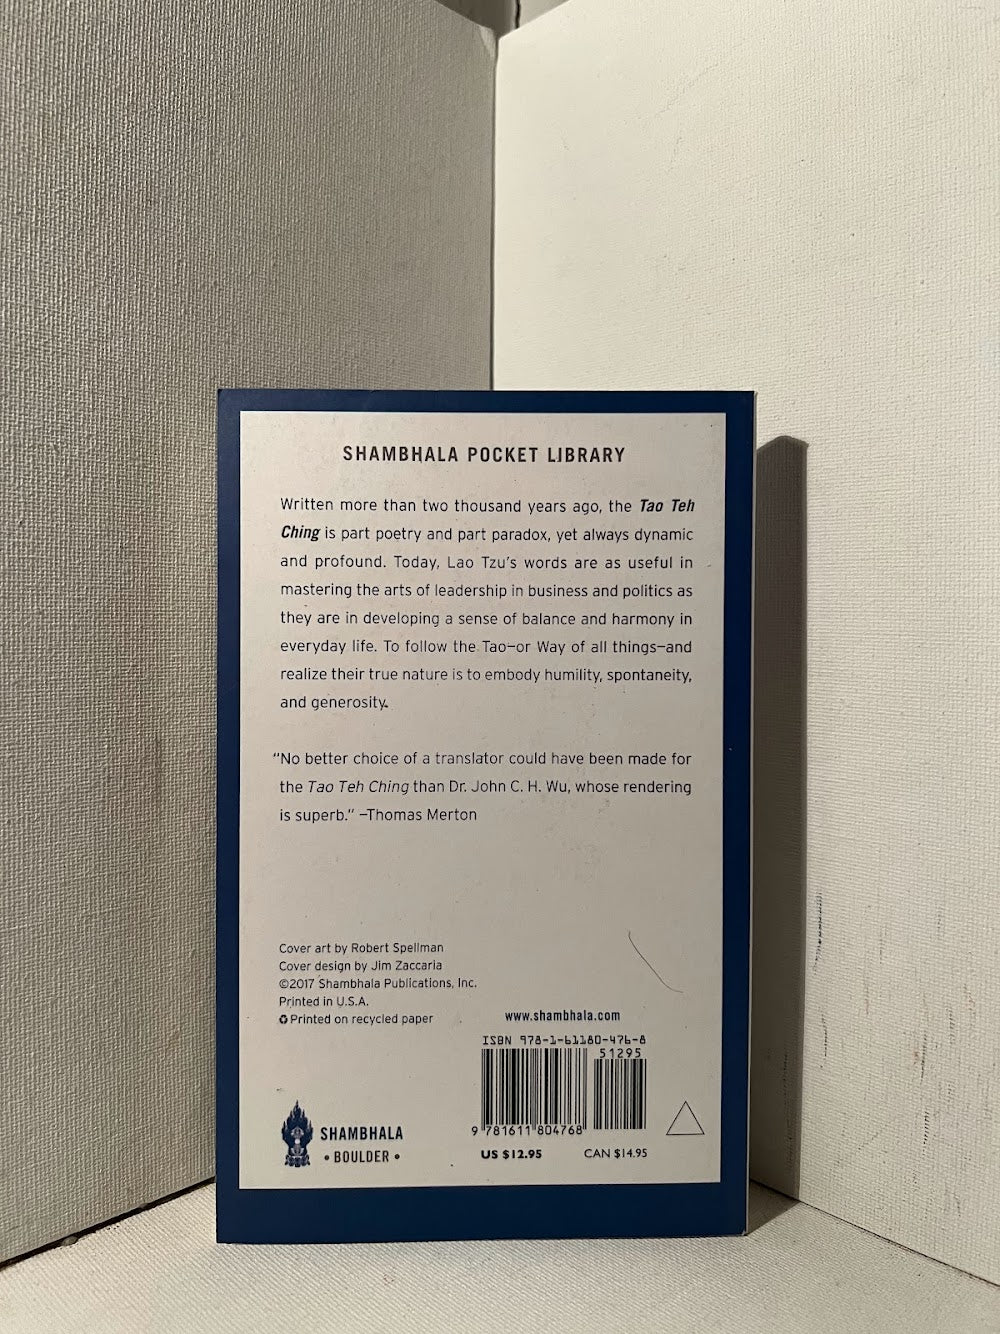 SHAMBHALA POCKET LIBRARY
Written more than two thousand years ago, the Tao Teh
Ching is part poetry and part paradox, yet always dynamic
and profound. Today, Lao Tzu's words are as useful in
mastering the arts of leadership in business and politics as
they are in developing a sense of balance and harmony in
everyday life. To follow the Tao—or Way of all things—and
realize their true nature is to embody humility, spontaneity,
and generosity.
"No better choice of a translator could have been made for
the Tao Teh Ching than Dr. John C. H. Wu, whose rendering
is superb." —Thomas Merton
Cover art by Robert Spellman
Cover design by Jim Zaccaria
©2017 Shambhala Publications, Inc.
Printed in U.S.A.
♻ Printed on recycled paper
www.shambhala.com
ISBN 978-1-61180-476-8
51295
9 781611 804768
US $12.95 CAN $14.95
SHAMBHALA
• BOULDER •